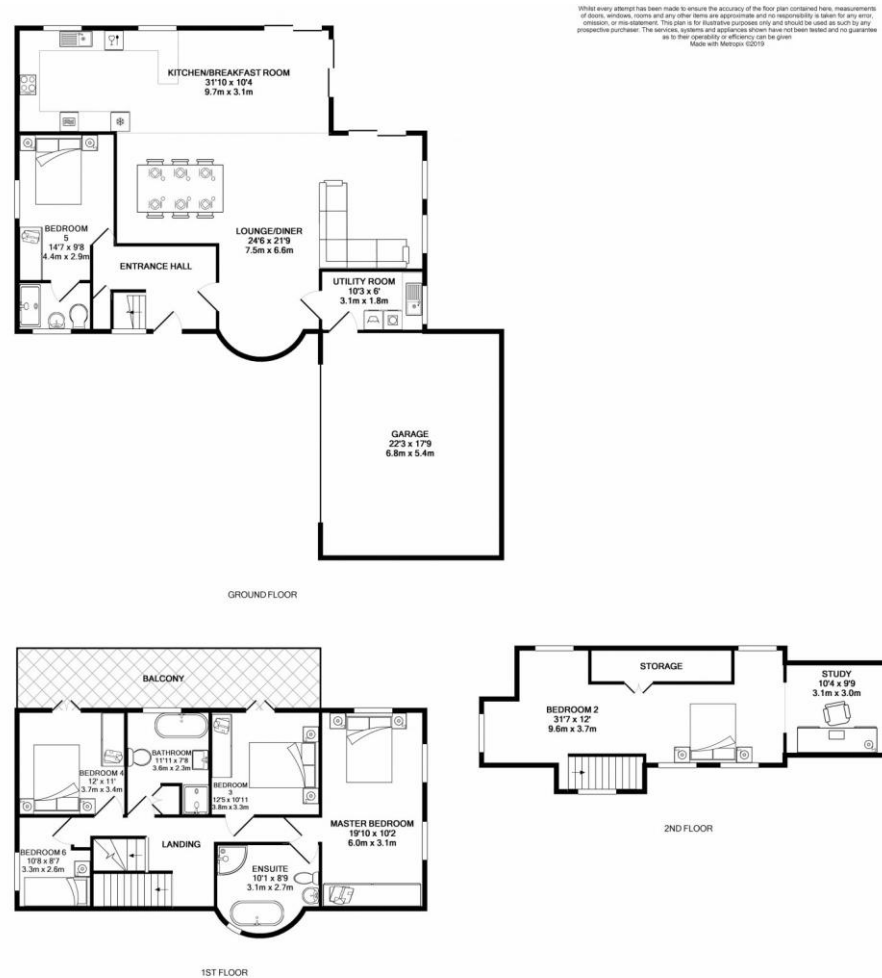 Whilst every attempt has been made to ensure the accuracy of the floor plan contained here, measurements
of doors, windows, rooms and any other items are approximate and no responsibility is taken for any error,
omission, or mis-statement. This plan is for illustrative purposes only and should be used as such by any
prospective purchaser. The services, systems and appliances shown have not been tested and no guarantee
as to their operability or efficiency can be given
Made with Metropix ©2019
KITCHEN/BREAKFAST ROOM
31'10 x 10'4
9.7m x 3.1m
BEDROOM
5
14'7 x 9'8
4.4m x 2.9m
LOUNGE/DINER
24'6 x 21'9
7.5m x 6.6m
ENTRANCE HALL
UTILITY ROOM
10'3 x 6'
3.1m x 1.8m
GARAGE
22'3 x 17'9
6.8m x 5.4m
GROUND FLOOR
BALCONY
BEDROOM 4
12' x 11'
3.7m x 3.4m
BATHROOM
11'11 x 7'8
3.6m x 2.3m
BEDROOM
3
12'5 x 10'11
3.8m x 3.3m
MASTER BEDROOM
19'10 x 10'2
6.0m x 3.1m
BEDROOM 6
10'8 x 8'7
3.3m x 2.6m
LANDING
ENSUITE
10'1 x 8'9
3.1m x 2.7m
1ST FLOOR
STORAGE
BEDROOM 2
31'7 x 12'
9.6m x 3.7m
STUDY
10'4 x 9'9
3.1m x 3.0m
2ND FLOOR